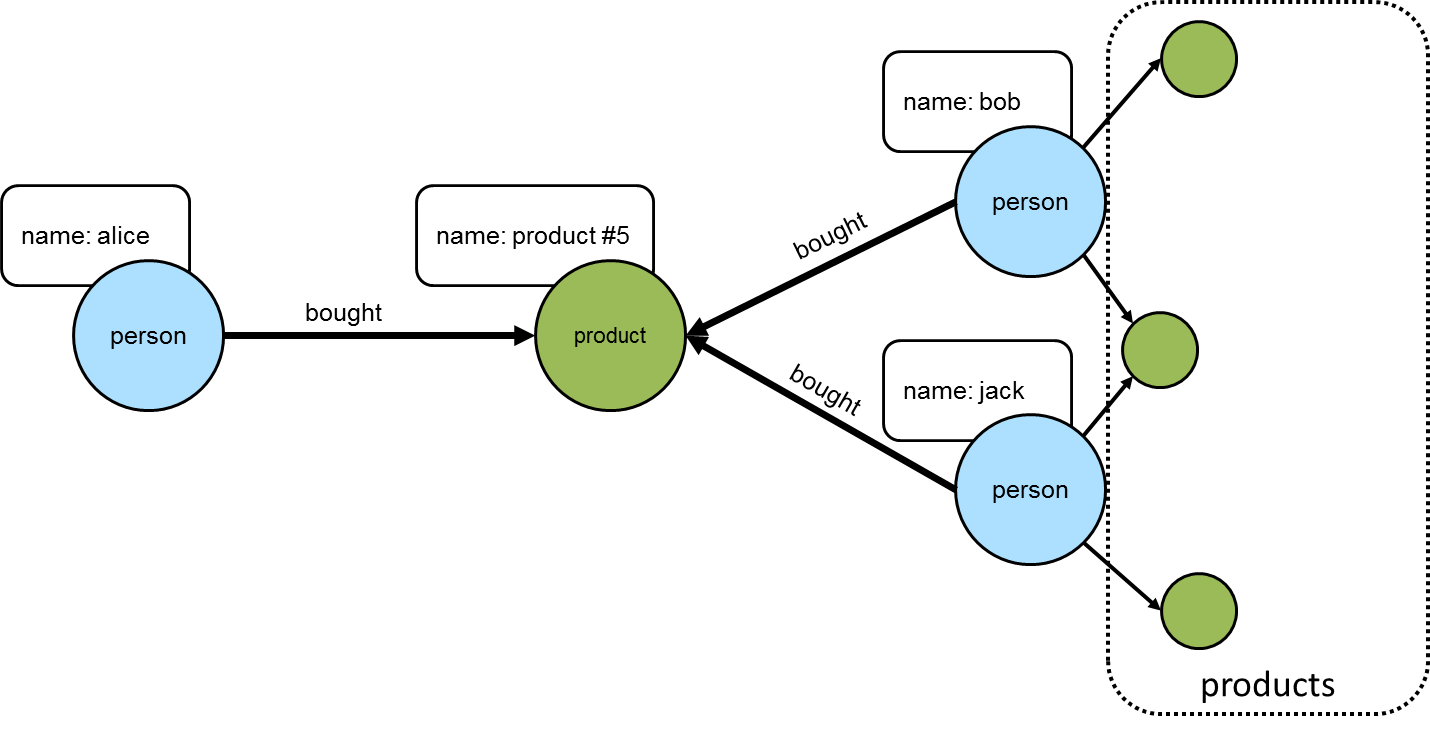 name: alice
person
bought
name: product #5
product
bought
bought
name: bob
person
name: jack
person
products